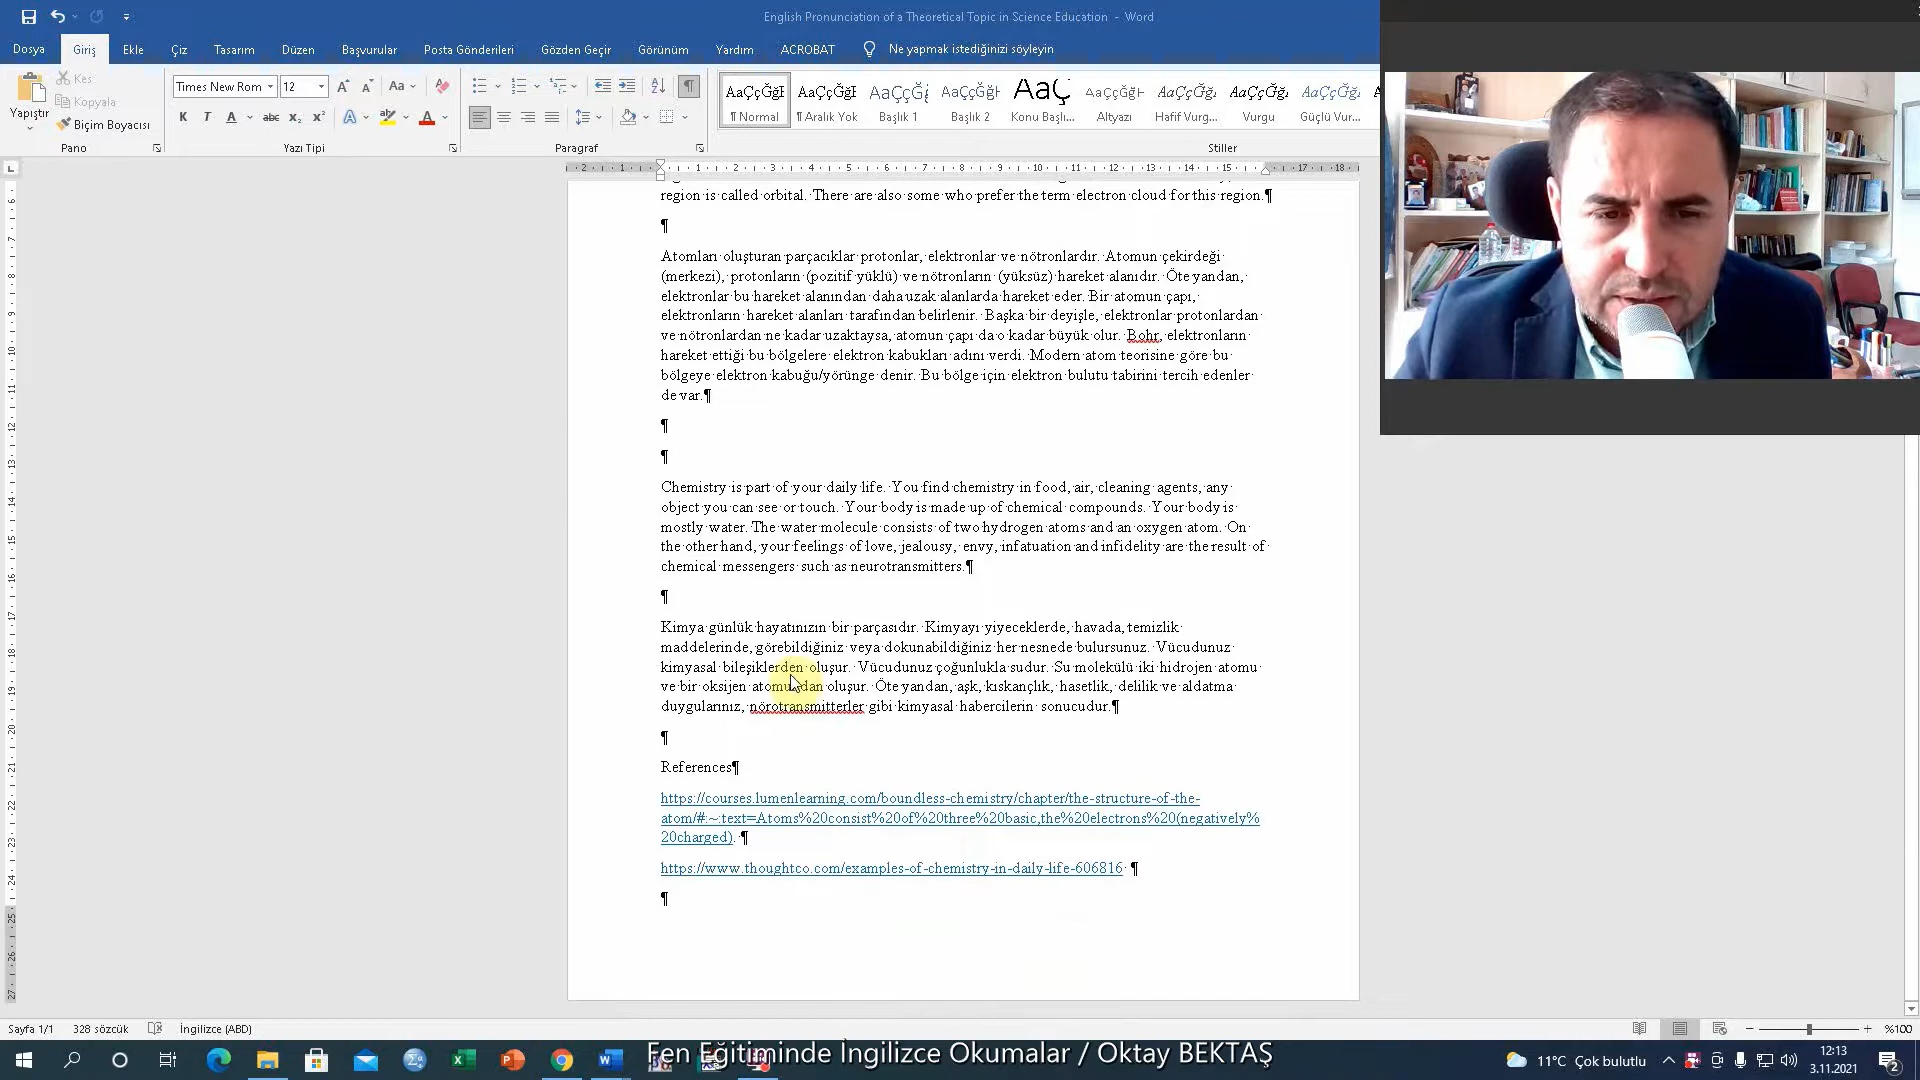 English Pronunciation of a Theoretical Topic in Science Education - Word
Dosya Giriş Ekle Çiz Tasarım Düzen Başvurular Posta Gönderileri Gözden Geçir Görünüm Yardım ACROBAT Ne yapmak istediğinizi söyleyin
Yapıştır
Kes
Kopyala
Biçim Boyacısı
Pano
Times New Rom 12
Yazı Tipi
Paragraf
AaÇçĞğ AaÇçĞğ AaÇçĞ AaÇçĞğ AaÇ AaÇçĞğ AaÇçĞğ AaÇçĞğ AaÇçĞğ
¶ Normal ¶ Aralık Yok Başlık 1 Başlık 2 Konu Başlı... Altyazı Hafif Vurg... Vurgu Güçlü Vur...
Stiller
region is called orbital. There are also some who prefer the term electron cloud for this region.¶
¶
Atomları oluşturan parçacıklar protonlar, elektronlar ve nötronlardır. Atomun çekirdeği
(merkezi), protonların (pozitif yüklü) ve nötronların (yüksüz) hareket alanıdır. Öte yandan,
elektronlar bu hareket alanından daha uzak alanlarda hareket eder. Bir atomun çapı,
elektronların hareket alanları tarafından belirlenir. Başka bir deyişle, elektronlar protonlardan
ve nötronlardan ne kadar uzaktaysa, atomun çapı da o kadar büyük olur. Bohr, elektronların
hareket ettiği bu bölgelere elektron kabukları adını verdi. Modern atom teorisine göre bu
bölgeye elektron kabuğu/yörünge denir. Bu bölge için elektron bulutu tabirini tercih edenler
de var.¶
¶
¶
Chemistry is part of your daily life. You find chemistry in food, air, cleaning agents, any
object you can see or touch. Your body is made up of chemical compounds. Your body is
mostly water. The water molecule consists of two hydrogen atoms and an oxygen atom. On
the other hand, your feelings of love, jealousy, envy, infatuation and infidelity are the result of
chemical messengers such as neurotransmitters.¶
¶
Kimya günlük hayatınızın bir parçasıdır. Kimyayı yiyeceklerde, havada, temizlik
maddelerinde, görebildiğiniz veya dokunabildiğiniz her nesnede bulursunuz. Vücudunuz
kimyasal bileşiklerden oluşur. Vücudunuz çoğunlukla sudur. Su molekülü iki hidrojen atomu
ve bir oksijen atomundan oluşur. Öte yandan, aşk, kıskançlık, hasetlik, delilik ve aldatma
duygularınız, nörotransmitterler gibi kimyasal habercilerin sonucudur.¶
¶
References¶
https://courses.lumenlearning.com/boundless-chemistry/chapter/the-structure-of-the-
atom/#:~:text=Atoms%20consist%20of%20three%20basic,the%20electrons%20(negatively%
20charged). ¶
https://www.thoughtco.com/examples-of-chemistry-in-daily-life-606816 ¶
¶
Sayfa 1/1 328 sözcük İngilizce (ABD) %100
Fen Eğitiminde İngilizce Okumalar / Oktay BEKTAŞ
11°C Çok bulutlu
12:13
3.11.2021
2